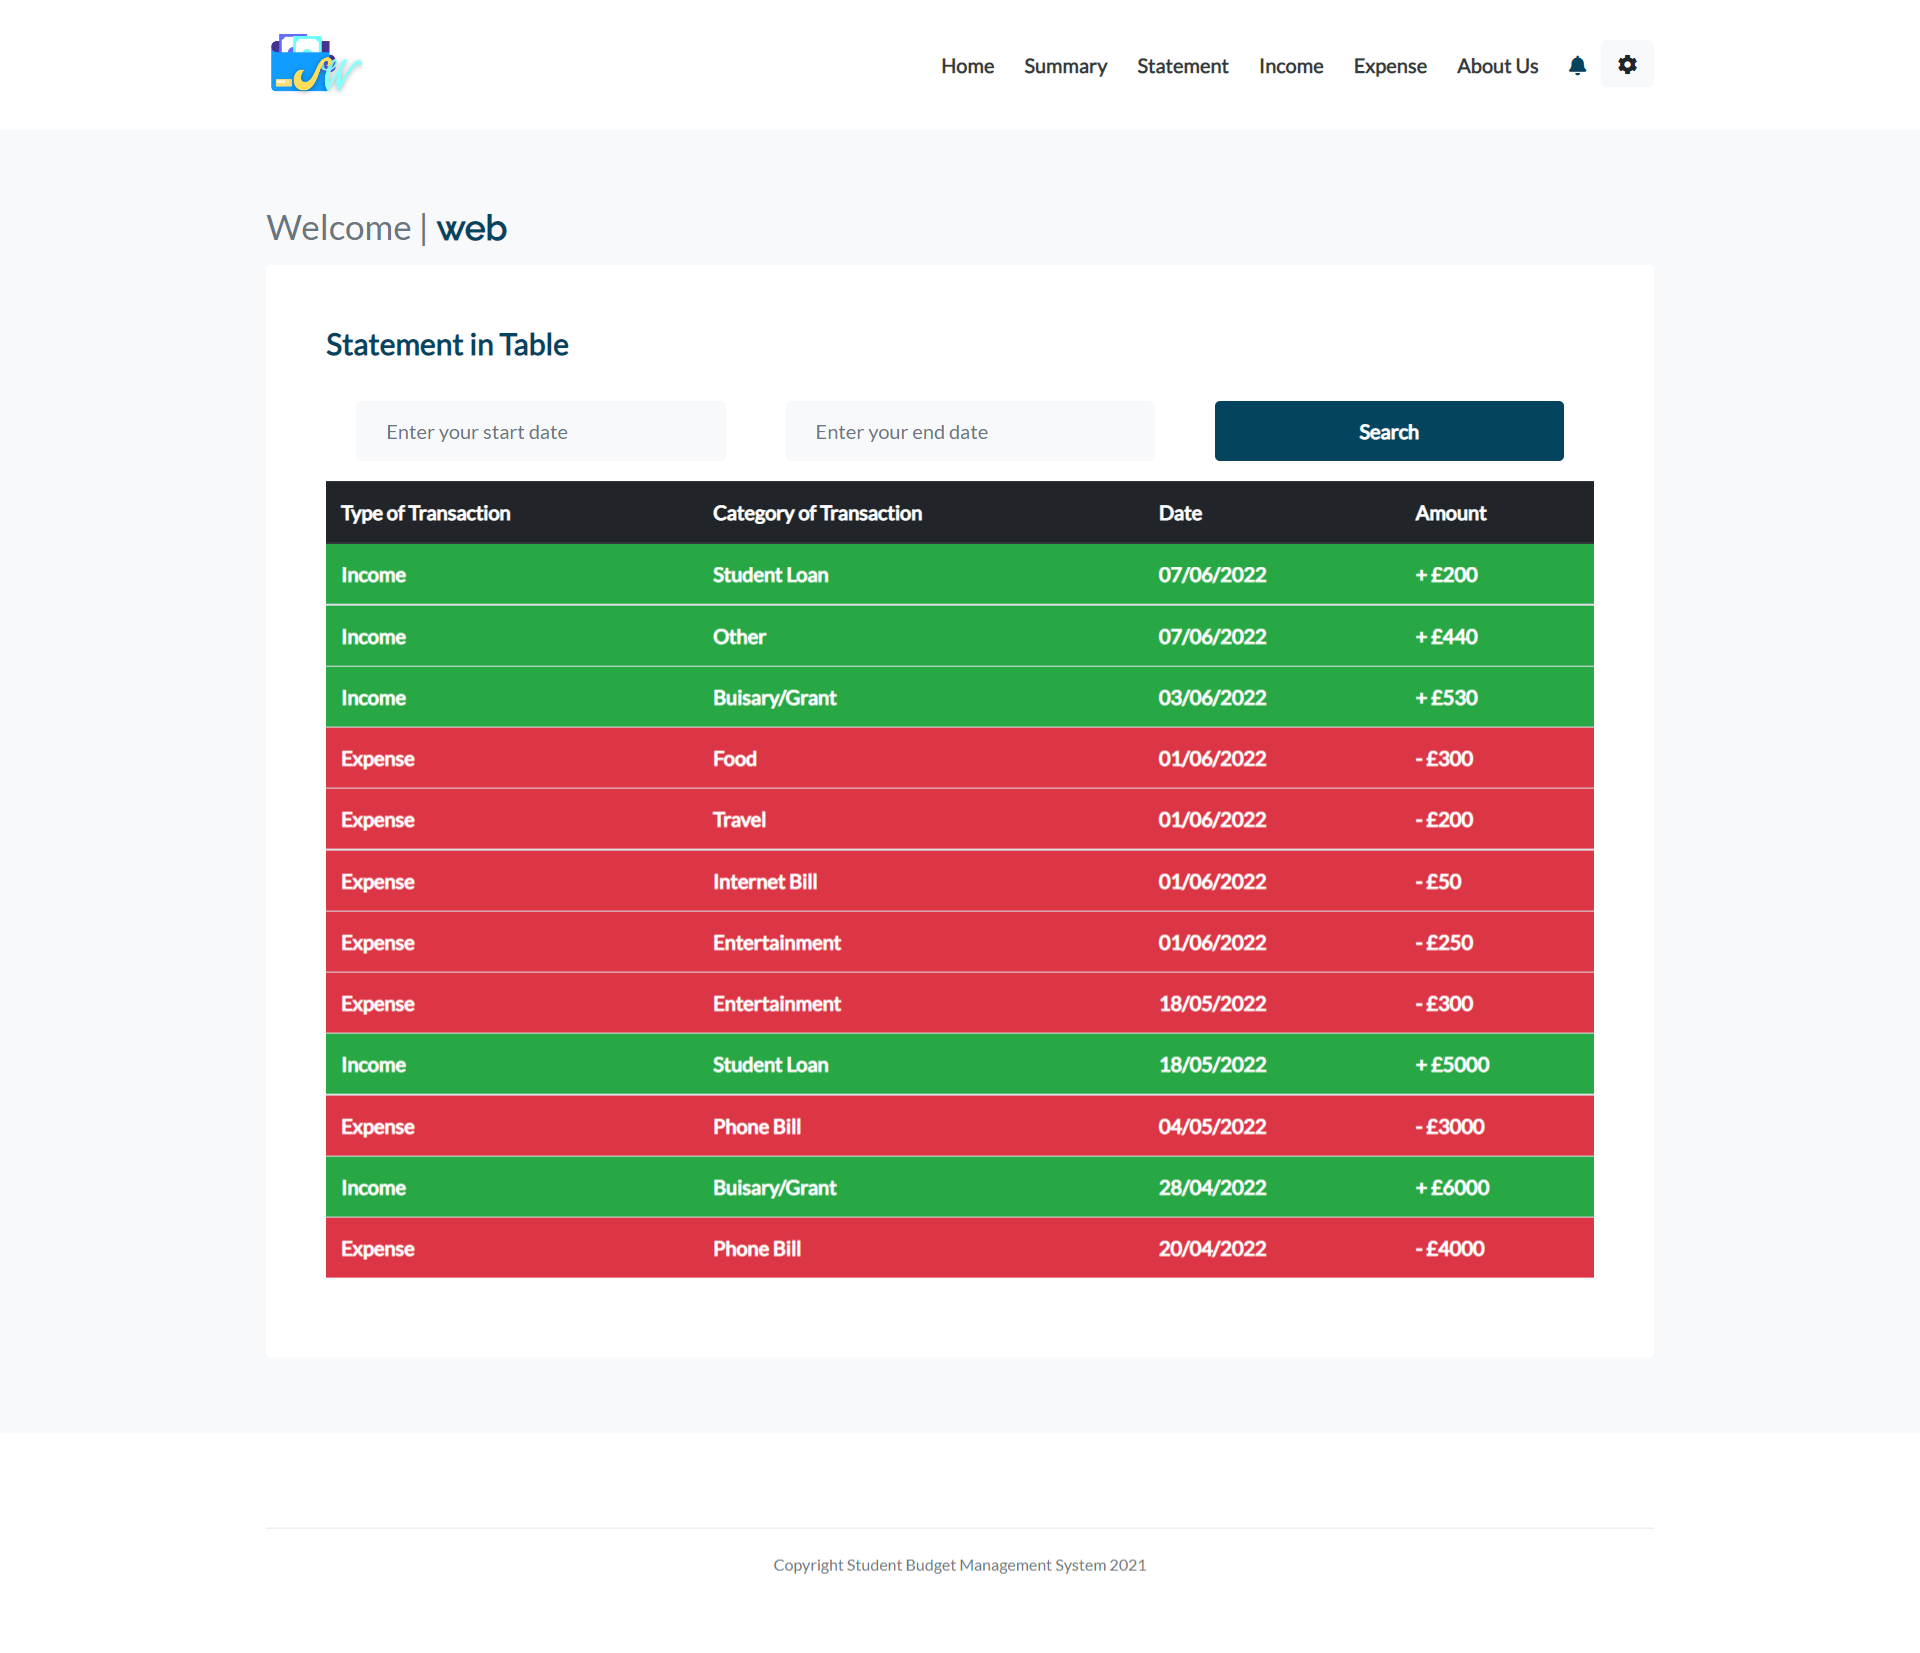 SW
Home Summary Statement Income Expense About Us
Welcome | web
Statement in Table
Enter your start date Enter your end date Search
Type of Transaction Category of Transaction Date Amount
Income Student Loan 07/06/2022 + £200
Income Other 07/06/2022 + £440
Income Buisary/Grant 03/06/2022 + £530
Expense Food 01/06/2022 - £300
Expense Travel 01/06/2022 - £200
Expense Internet Bill 01/06/2022 - £50
Expense Entertainment 01/06/2022 - £250
Expense Entertainment 18/05/2022 - £300
Income Student Loan 18/05/2022 + £5000
Expense Phone Bill 04/05/2022 - £3000
Income Buisary/Grant 28/04/2022 + £6000
Expense Phone Bill 20/04/2022 - £4000
Copyright Student Budget Management System 2021